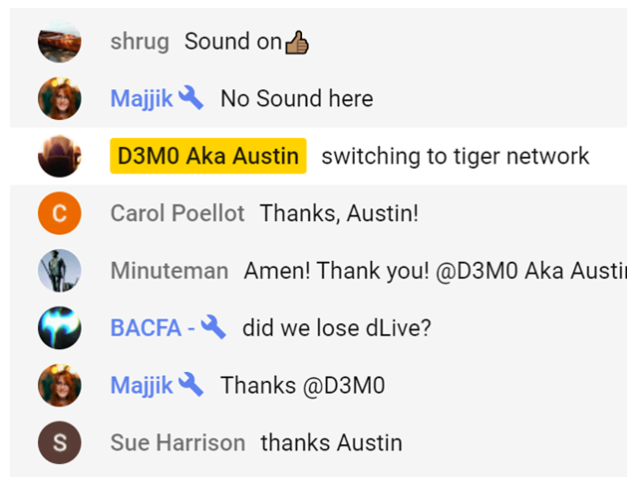 shrug Sound on👍🏽
Majjik No Sound here
D3M0 Aka Austin switching to tiger network
C Carol Poellot Thanks, Austin!
Minuteman Amen! Thank you! @D3M0 Aka Austin
BACFA - did we lose dLive?
Majjik Thanks @D3M0
S Sue Harrison thanks Austin